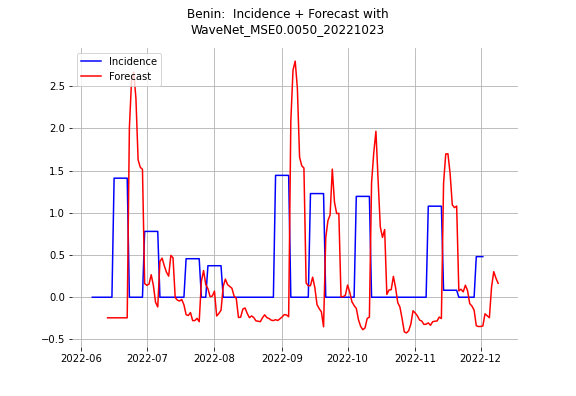 Benin:  Incidence + Forecast with
WaveNet_MSE0.0050_20221023
Incidence
Forecast
2.5
2.0
1.5
1.0
0.5
0.0
−0.5
2022-06 2022-07 2022-08 2022-09 2022-10 2022-11 2022-12